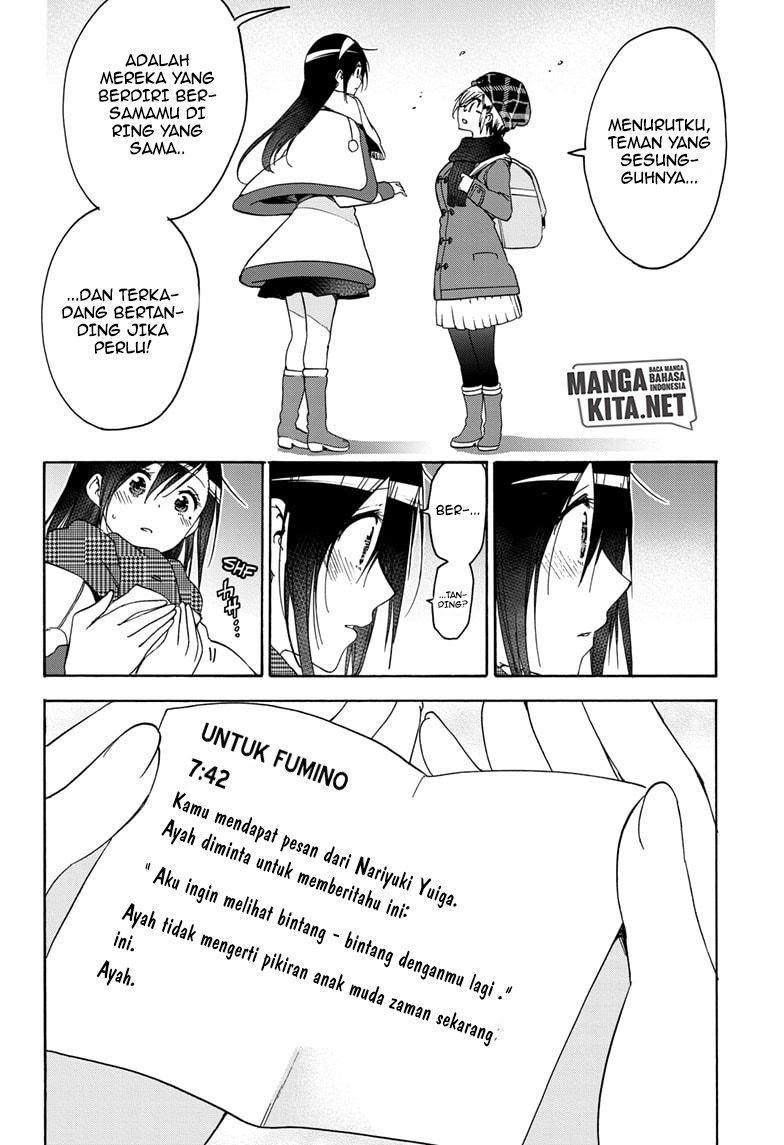 MENURUTKU,
TEMAN YANG
SESUNG-
GUHNYA...
ADALAH
MEREKA YANG
BERDIRI BER-
SAMAMU DI
RING YANG
SAMA..
...DAN TERKA-
DANG BERTAN-
DING JIKA
PERLU!
MANGA
KITA.NET
BACA MANGA
BAHASA
INDONESIA
BER-...
...TAN-
DING?
SHF
カサ…
UNTUK FUMINO
7:42
Kamu mendapat pesan dari Nariyuki Yuiga.
Ayah diminta untuk memberitahu ini:
" Aku ingin melihat bintang - bintang denganmu lagi ."
Ayah tidak mengerti pikiran anak muda zaman sekarang
ini.
Ayah.